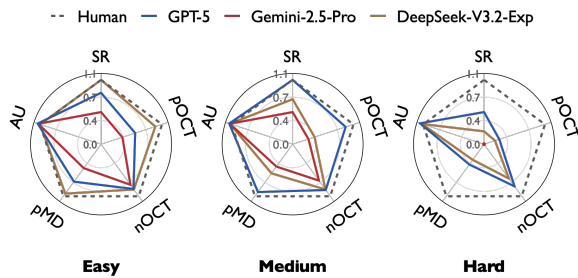 Human GPT-5 Gemini-2.5-Pro DeepSeek-V3.2-Exp
SR SR SR
1.1 1.1 1.1
0.7 0.7 0.7
0.4 0.4 0.4
0.0 0.0 0.0
AU pOCT AU pOCT AU pOCT
pMD nOCT pMD nOCT pMD nOCT
Easy Medium Hard